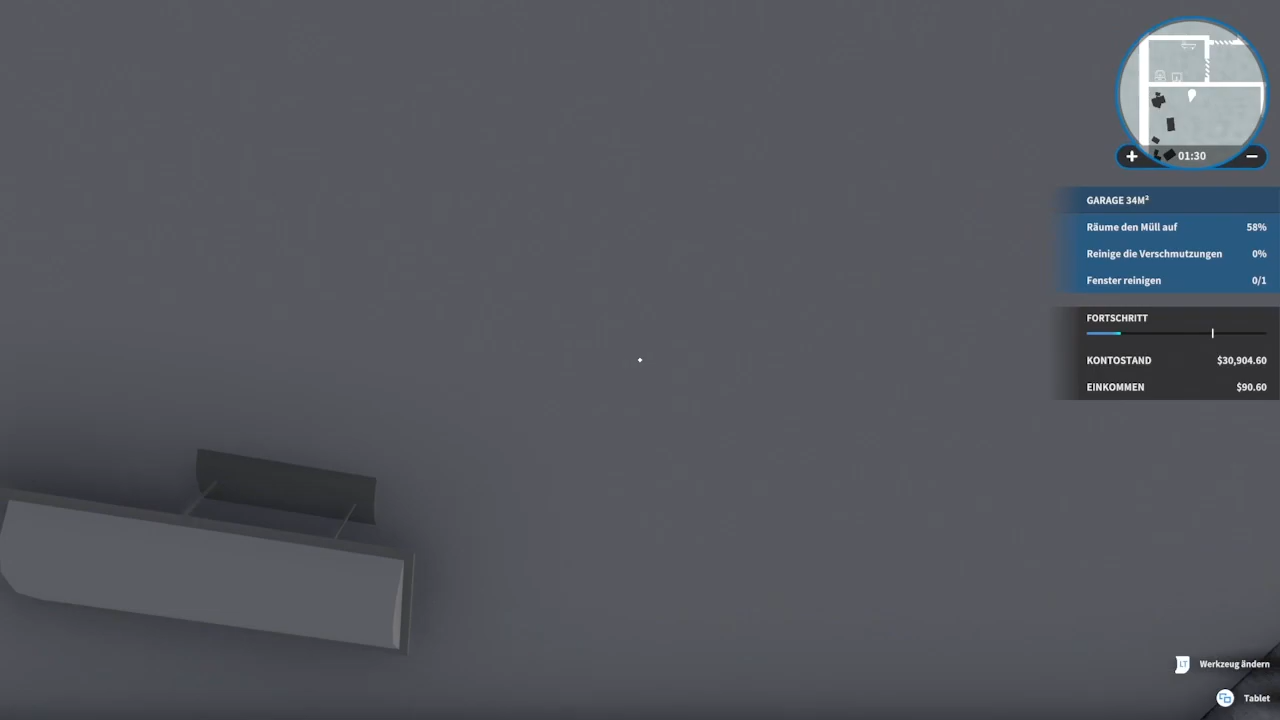 + 01:30 −
GARAGE 34M²
Räume den Müll auf 58%
Reinige die Verschmutzungen 0%
Fenster reinigen 0/1
FORTSCHRITT
KONTOSTAND $30,904.60
EINKOMMEN $90.60
LT Werkzeug ändern
Tablet